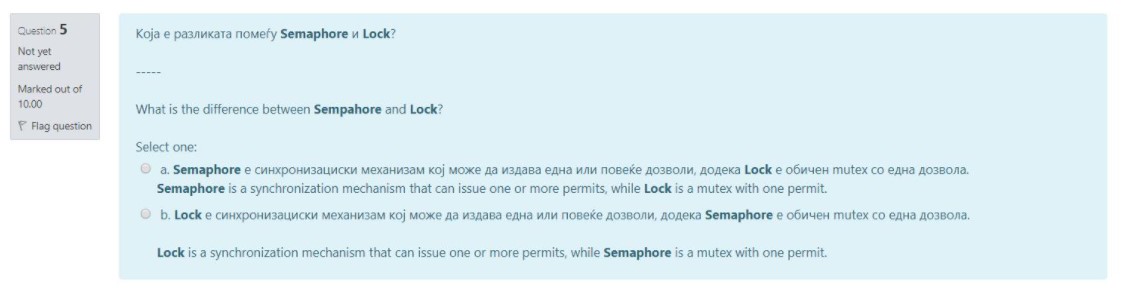 Question 5
Not yet
answered
Marked out of
10.00
Flag question
Која е разликата помеѓу Semaphore и Lock?
-----
What is the difference between Sempahore and Lock?
Select one:
a. Semaphore е синхронизациски механизам кој може да издава една или повеќе дозволи, додека Lock е обичен mutex со една дозвола.
Semaphore is a synchronization mechanism that can issue one or more permits, while Lock is a mutex with one permit.
b. Lock е синхронизациски механизам кој може да издава една или повеќе дозволи, додека Semaphore е обичен mutex со една дозвола.
Lock is a synchronization mechanism that can issue one or more permits, while Semaphore is a mutex with one permit.